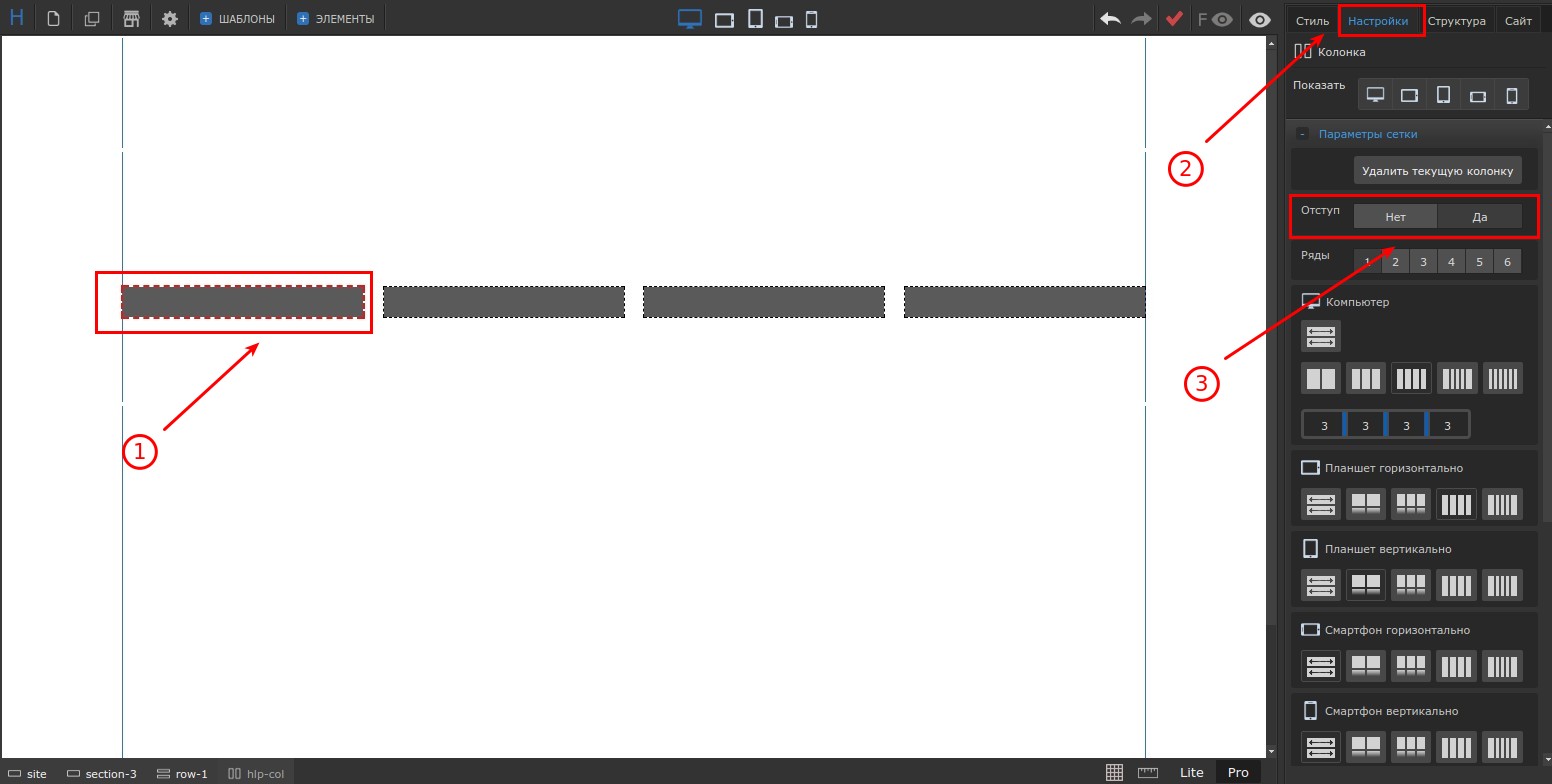 H
ШАБЛОНЫ
ЭЛЕМЕНТЫ
F
Стиль
Настройки
Структура
Сайт
Колонка
Показать
2
- Параметры сетки
Удалить текущую колонку
Отступ
Нет
Да
Ряды
1 2 3 4 5 6
Компьютер
3
3 3 3 3
1
Планшет горизонтально
Планшет вертикально
Смартфон горизонтально
Смартфон вертикально
site
section-3
row-1
hlp-col
Lite
Pro